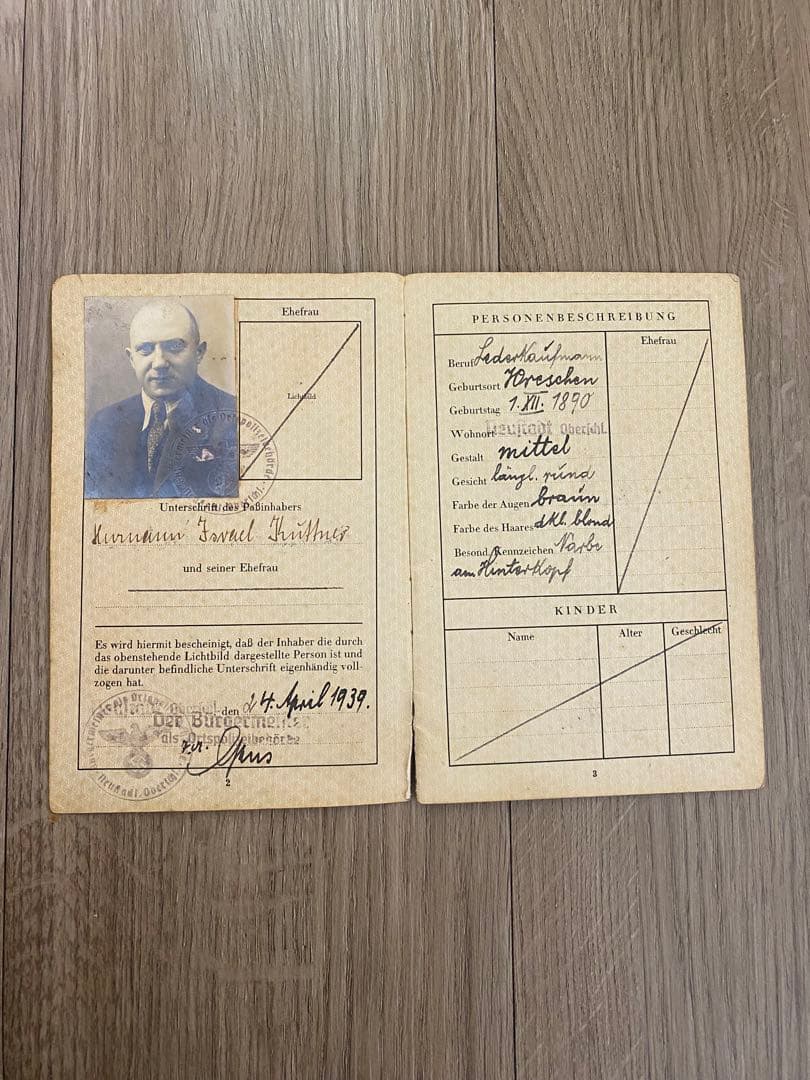 Ehefrau
Lichtbild
Unterschrift des Paßinhabers
Hermann Israel Kuttner
und seiner Ehefrau
Es wird hiermit bescheinigt, daß der Inhaber die durch
das obenstehende Lichtbild dargestellte Person ist und
die darunter befindliche Unterschrift eigenhändig voll-
zogen hat.
den 4. April 1939.
Der Bürgermeister
als Ortspolizeibehörde
2
PERSONENBESCHREIBUNG
Ehefrau
Beruf Lederkaufmann
Geburtsort Wreschen
Geburtstag 1. XII. 1890
Wohnort Neustadt Oberschl.
Gestalt mittel
Gesicht längl. rund
Farbe der Augen braun
Farbe des Haares dkl. blond
Besond. Kennzeichen Narbe
am Hinterkopf
KINDER
Name Alter Geschlecht
3